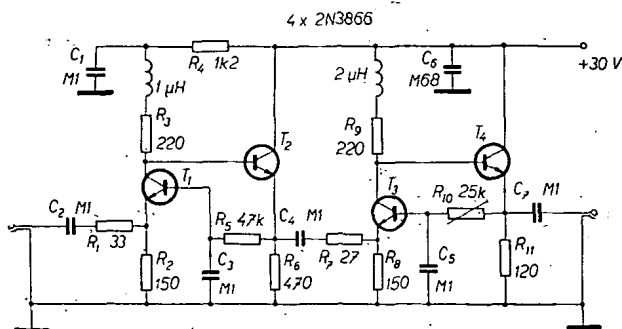 4 x 2N3866
C1
M1
R4 1k2
1 µH
R3
220
T1
T2
2 µH
R9
220
C6
M68
+30 V
T4
T3
R10 25k
C7 M1
C2 M1
R1 33
R2
150
R5 47k
C3
M1
C4
M1
R6
470
R7 27
R8
150
C5
M1
R11
120